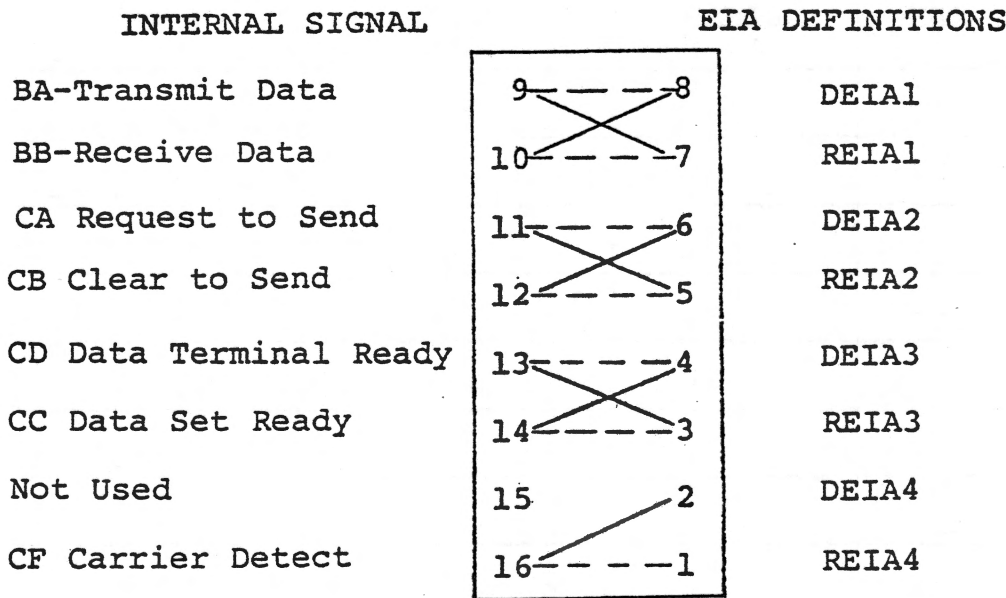 INTERNAL SIGNAL EIA DEFINITIONS
BA-Transmit Data 9 8 DEIA1
BB-Receive Data 10 7 REIA1
CA Request to Send 11 6 DEIA2
CB Clear to Send 12 5 REIA2
CD Data Terminal Ready 13 4 DEIA3
CC Data Set Ready 14 3 REIA3
Not Used 15 2 DEIA4
CF Carrier Detect 16 1 REIA4